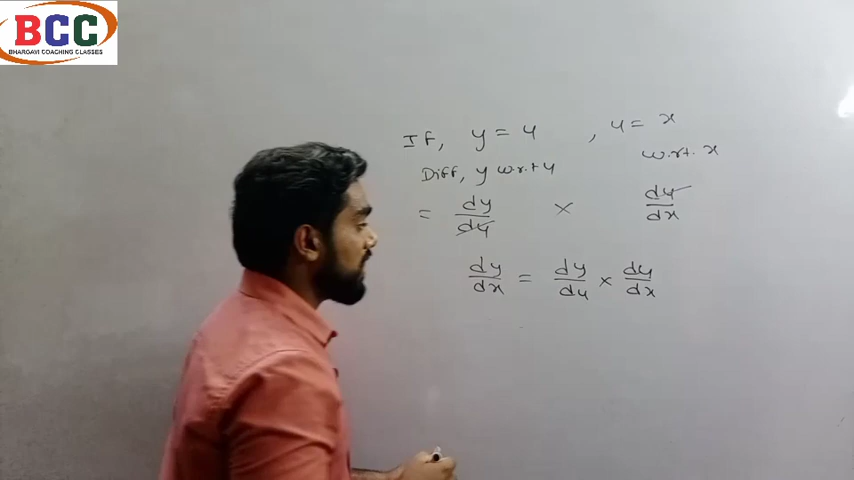 BCC
BHARGAVI COACHING CLASSES
If, y = u , u = x
Diff, y w.r.t u w.r.t. x
= dy/du × du/dx
dy/dx = dy/du × du/dx